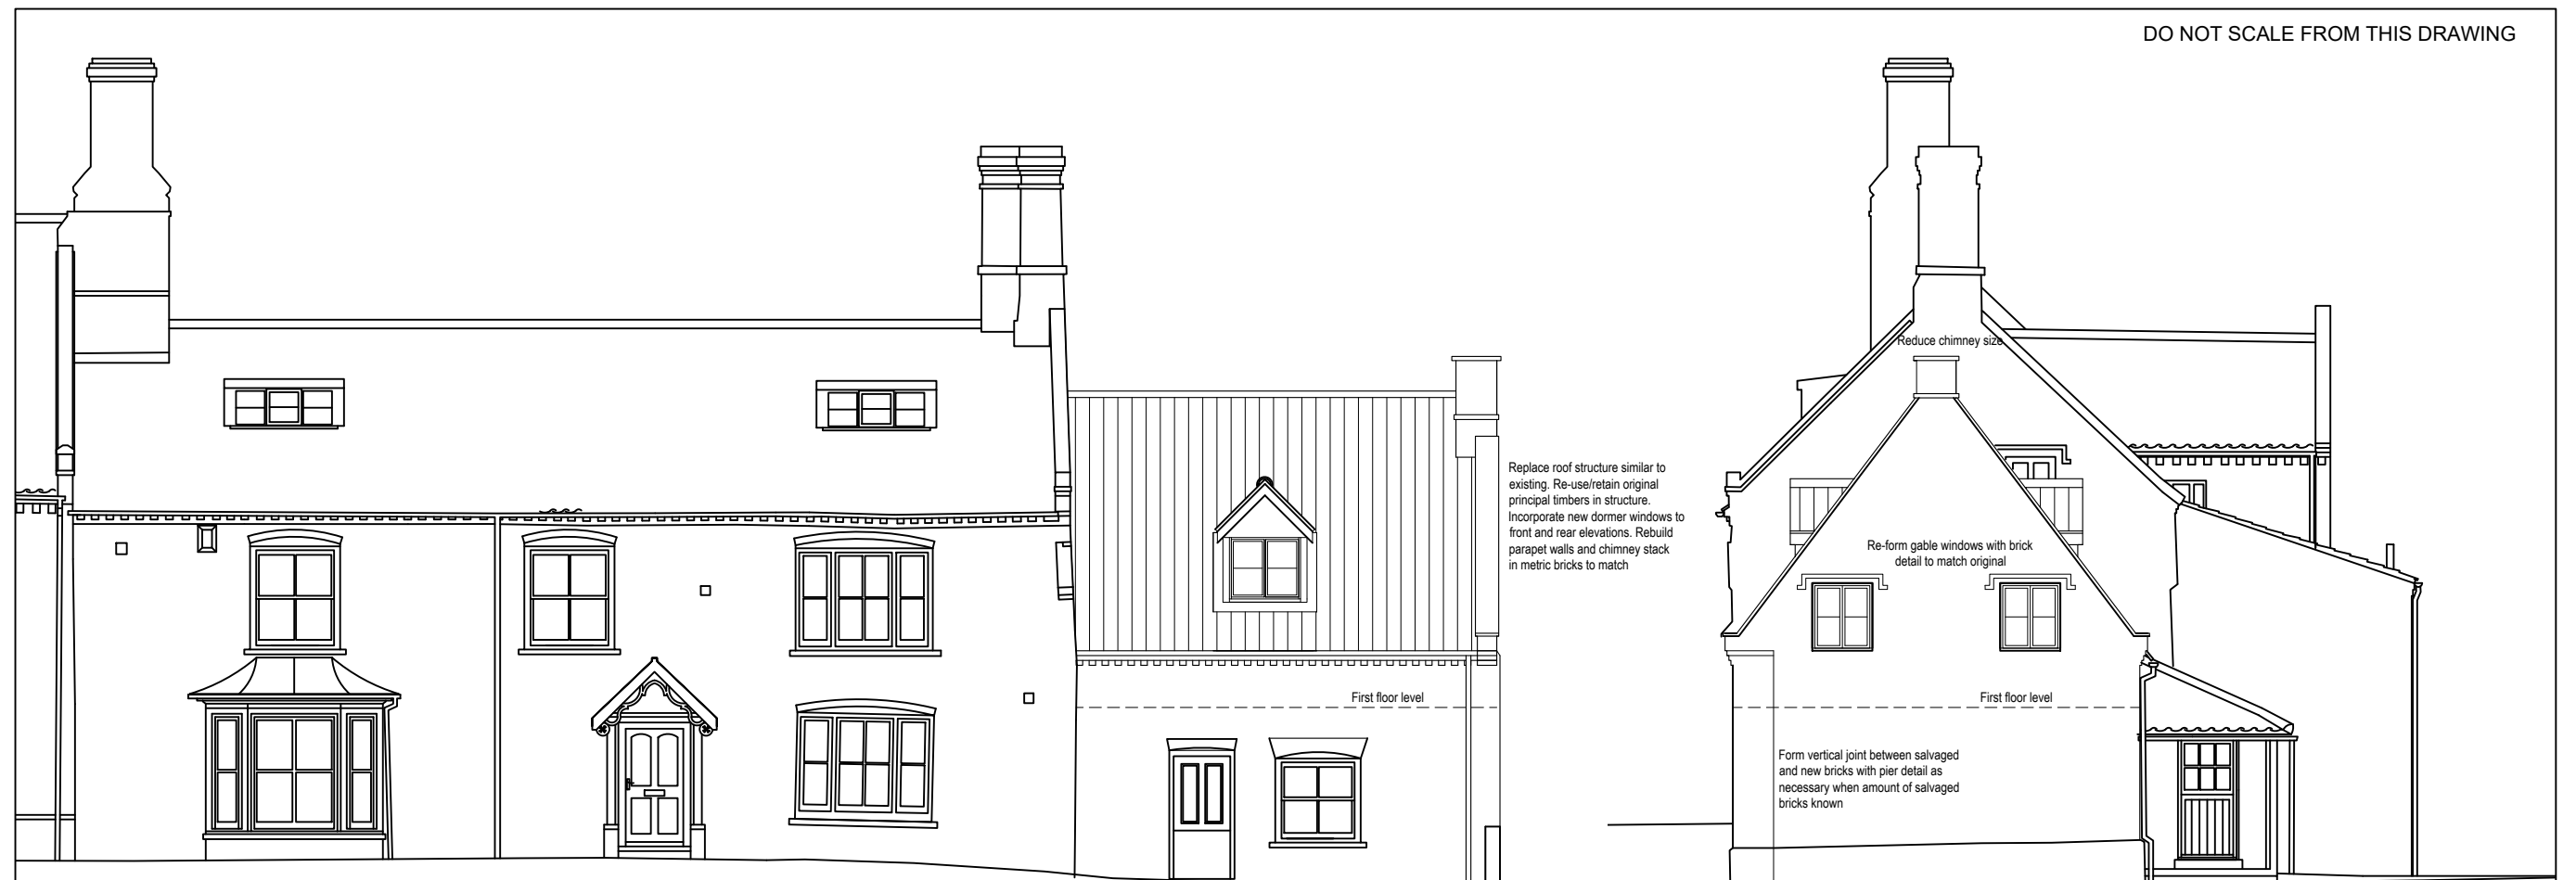 DO NOT SCALE FROM THIS DRAWING
Reduce chimney size
Replace roof structure similar to
existing. Re-use/retain original
principal timbers in structure.
Incorporate new dormer windows to
front and rear elevations. Rebuild
parapet walls and chimney stack
in metric bricks to match
Re-form gable windows with brick
detail to match original
First floor level
First floor level
Form vertical joint between salvaged
and new bricks with pier detail as
necessary when amount of salvaged
bricks known